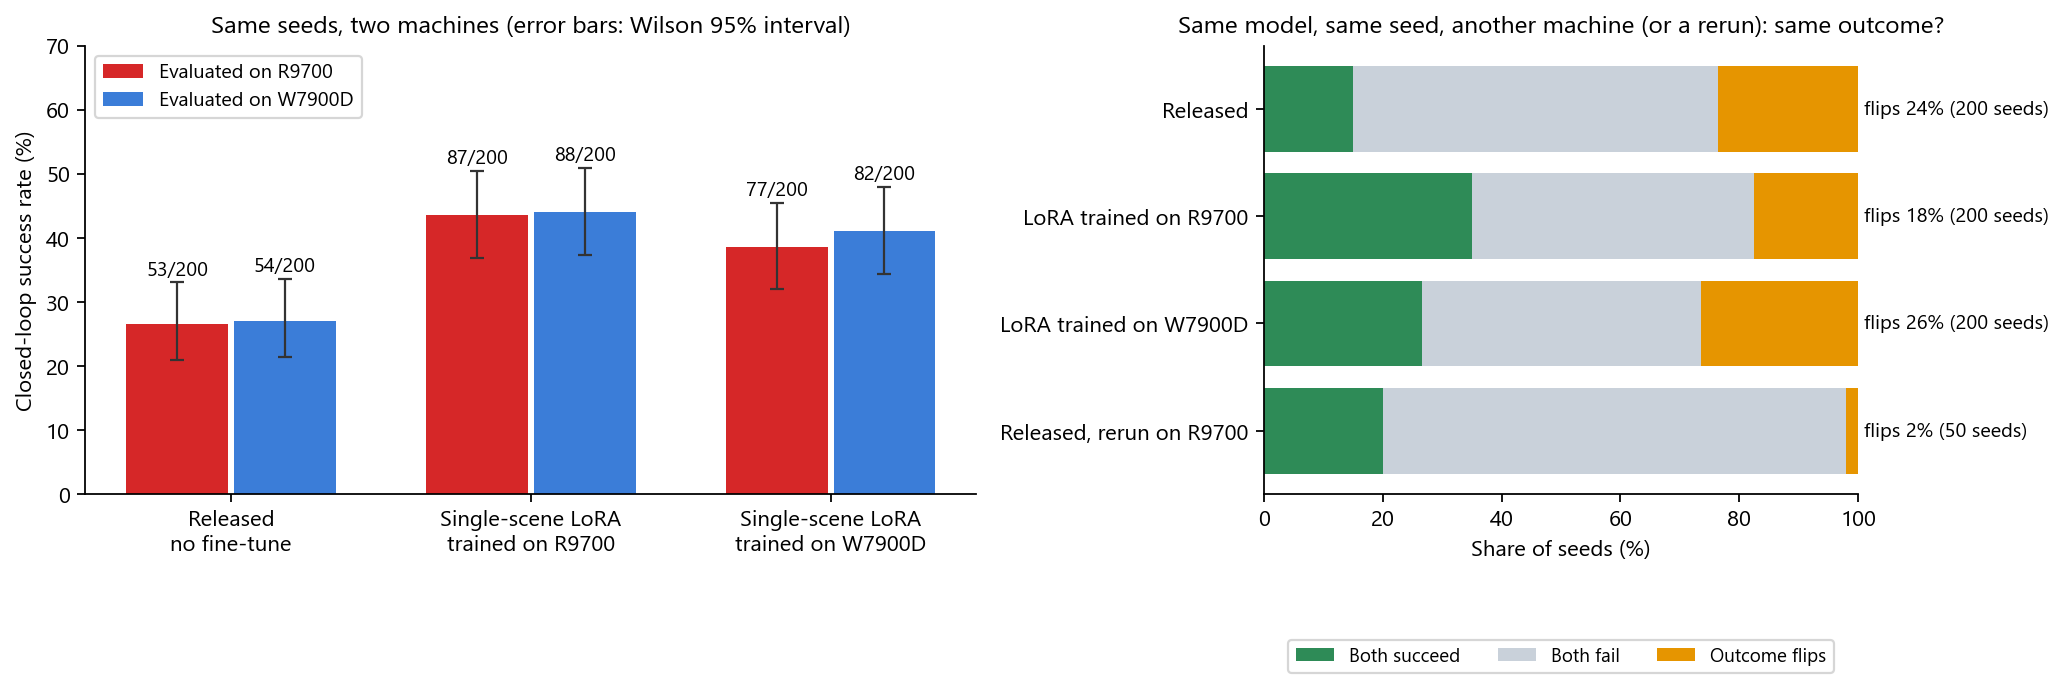 Same seeds, two machines (error bars: Wilson 95% interval)
Closed-loop success rate (%)
70
60
50
40
30
20
10
0
Evaluated on R9700
Evaluated on W7900D
53/200
54/200
87/200
88/200
77/200
82/200
Released
no fine-tune
Single-scene LoRA
trained on R9700
Single-scene LoRA
trained on W7900D
Same model, same seed, another machine (or a rerun): same outcome?
Released
flips 24% (200 seeds)
LoRA trained on R9700
flips 18% (200 seeds)
LoRA trained on W7900D
flips 26% (200 seeds)
Released, rerun on R9700
flips 2% (50 seeds)
0 20 40 60 80 100
Share of seeds (%)
Both succeed Both fail Outcome flips